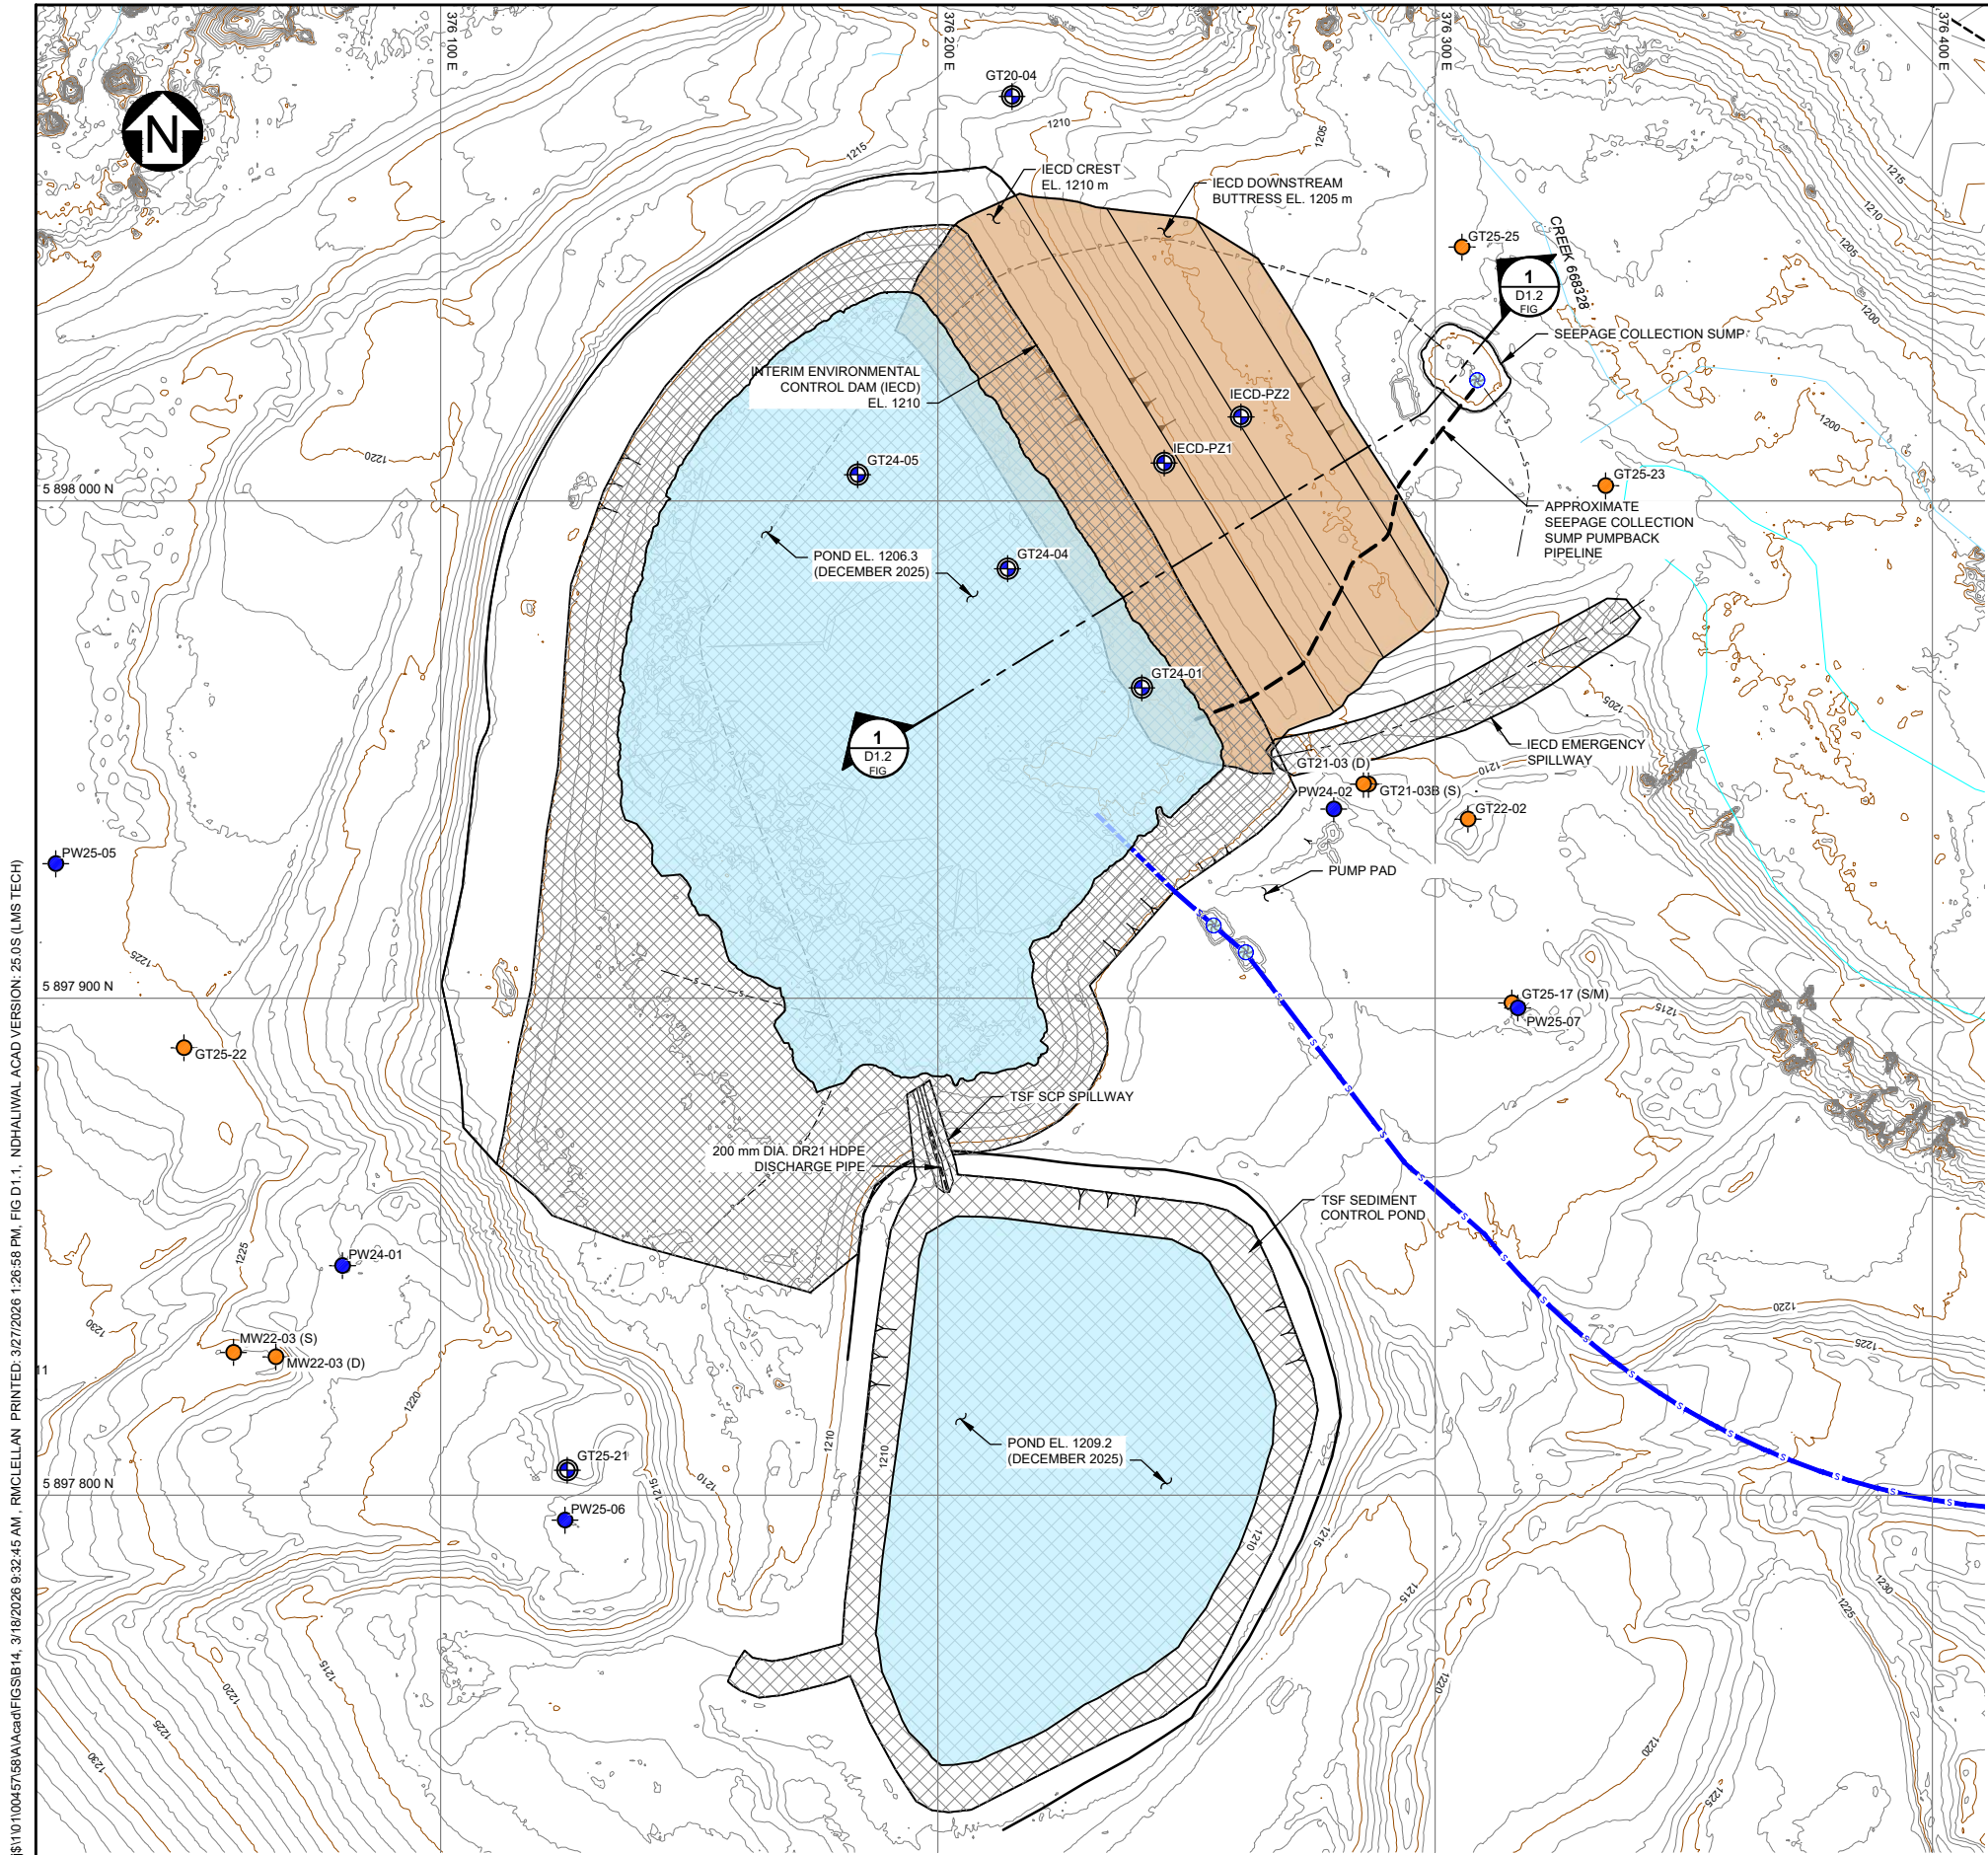 376 100 E
376 200 E
376 300 E
376 400 E
N
GT20-04
1210
1205
1215
1215
1210
1205
1200
IECD CREST
EL. 1210 m
IECD DOWNSTREAM
BUTTRESS EL. 1205 m
GT25-25
CREEK 668328
1
D1.2
FIG
SEEPAGE COLLECTION SUMP
INTERIM ENVIRONMENTAL
CONTROL DAM (IECD)
EL. 1210
IECD-PZ2
IECD-PZ1
1200
1220
GT24-05
GT25-23
5 898 000 N
APPROXIMATE
SEEPAGE COLLECTION
SUMP PUMPBACK
PIPELINE
POND EL. 1206.3
(DECEMBER 2025)
GT24-04
GT24-01
1205
1
D1.2
FIG
IECD EMERGENCY
SPILLWAY
1210
GT21-03 (D)
GT21-03B (S)
PW24-02
GT22-02
PW25-05
PUMP PAD
1225
5 897 900 N
GT25-17 (S/M)
PW25-07
1215
GT25-22
TSF SCP SPILLWAY
200 mm DIA. DR21 HDPE
DISCHARGE PIPE
TSF SEDIMENT
CONTROL POND
1225
PW24-01
1220
1230
MW22-03 (S)
MW22-03 (D)
11
1225
1220
1210
1210
POND EL. 1209.2
(DECEMBER 2025)
GT25-21
1215
1210
5 897 800 N
PW25-06
1210
1215
1215
1230
1225
1220
1215
1220
1225
1230
1220
1225
1225
j$\1\01\00457\58\A\Acad\FIGS\B14, 3/18/2026 9:32:45 AM , RMCLELLAN PRINTED: 3/27/2026 1:26:58 PM, FIG D1.1, NDHALIWAL ACAD VERSION: 25.0S (LMS TECH)